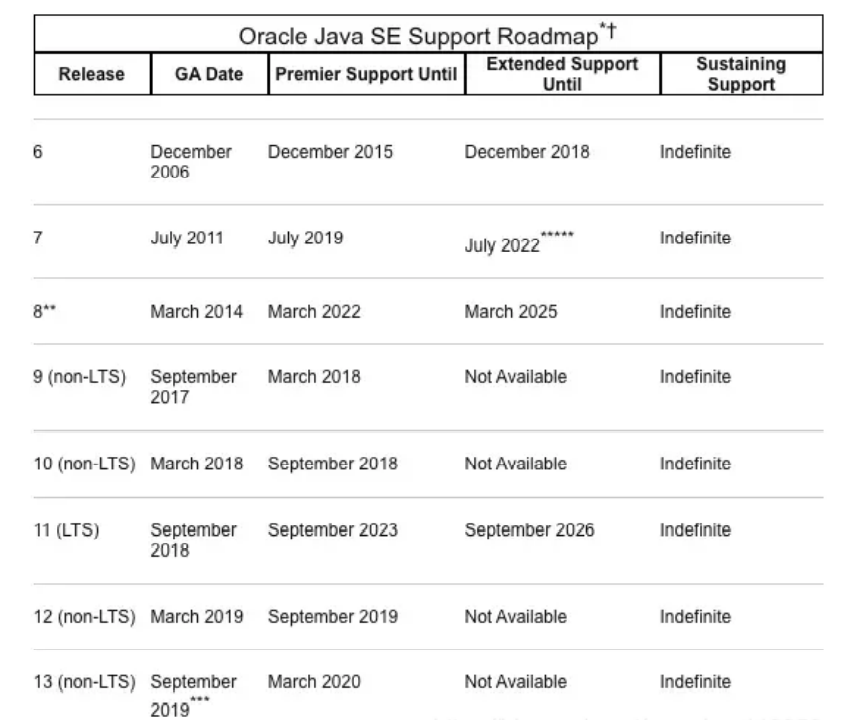 Oracle Java SE Support Roadmap*†
Release GA Date Premier Support Until Extended Support Until Sustaining Support
6 December 2006 December 2015 December 2018 Indefinite
7 July 2011 July 2019 July 2022***** Indefinite
8** March 2014 March 2022 March 2025 Indefinite
9 (non-LTS) September 2017 March 2018 Not Available Indefinite
10 (non-LTS) March 2018 September 2018 Not Available Indefinite
11 (LTS) September 2018 September 2023 September 2026 Indefinite
12 (non-LTS) March 2019 September 2019 Not Available Indefinite
13 (non-LTS) September 2019*** March 2020 Not Available Indefinite